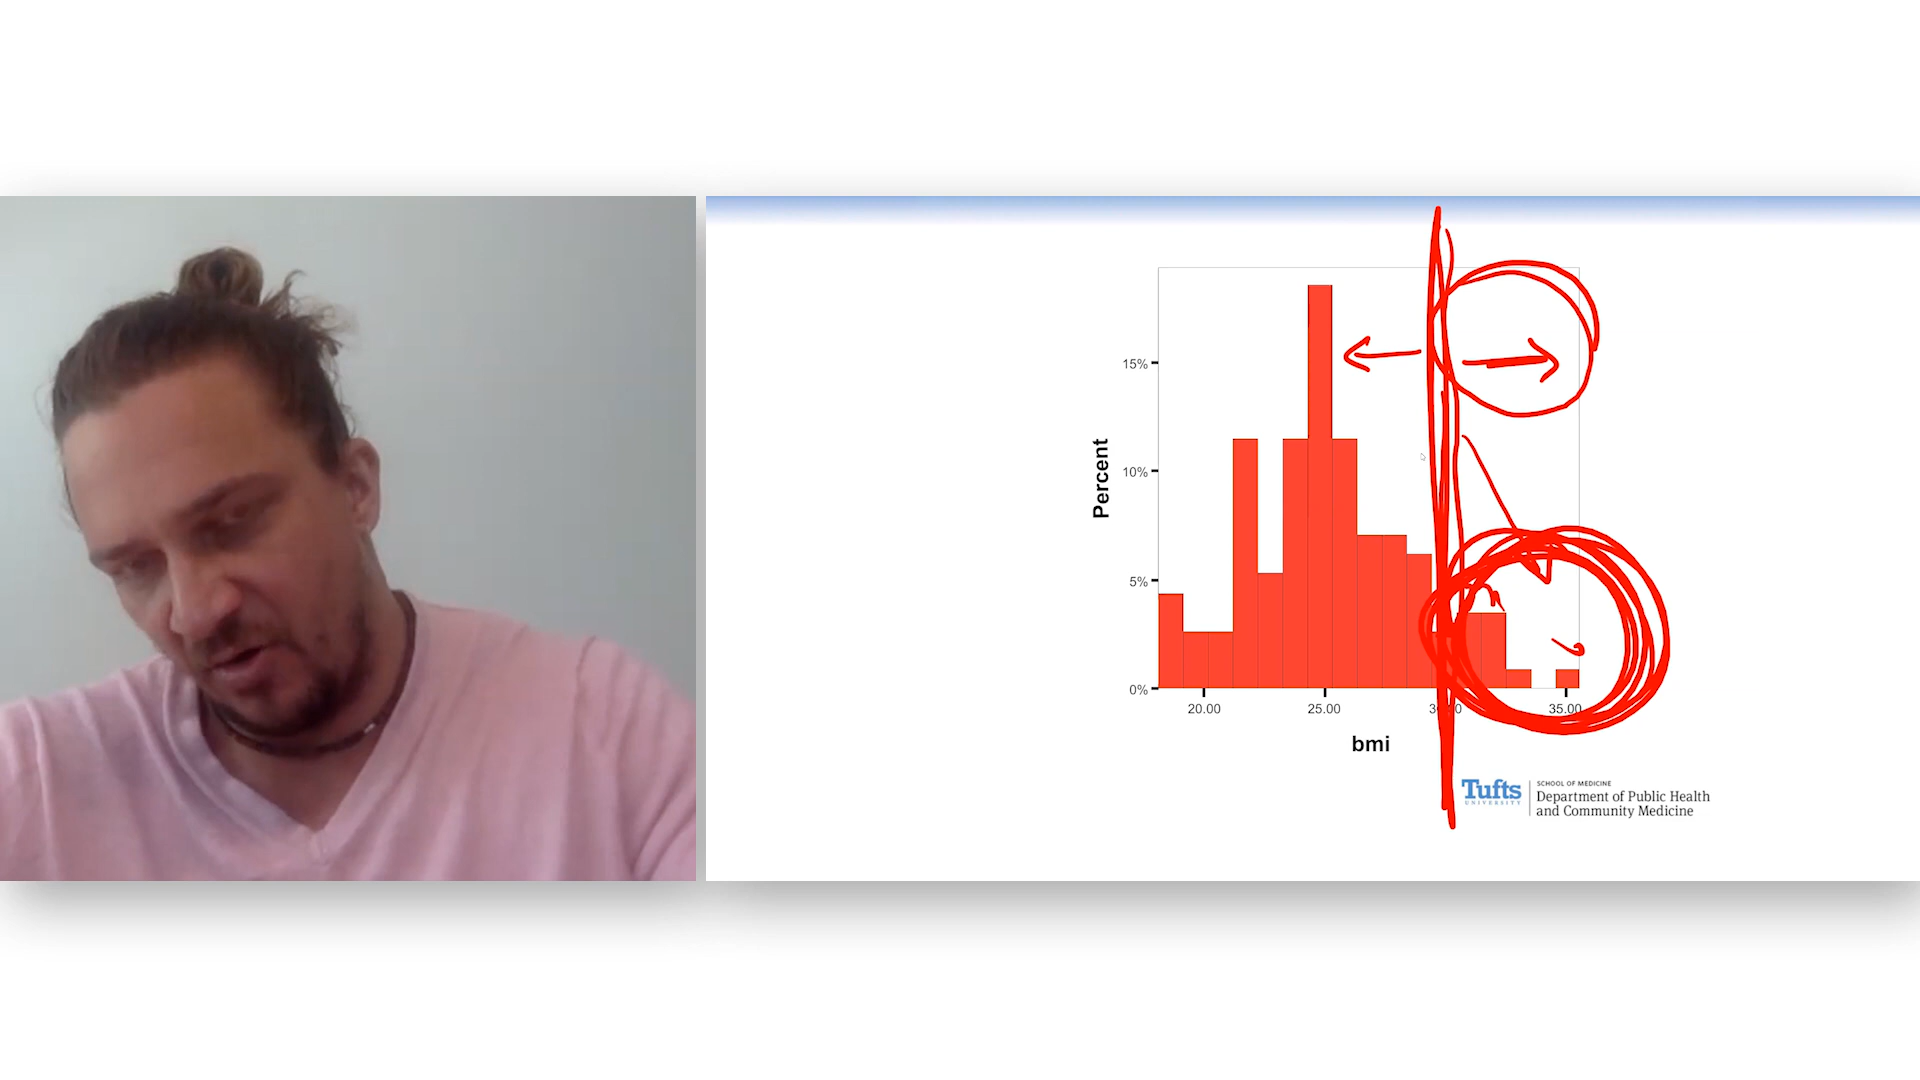 15%
10%
5%
0%
Percent
20.00
25.00
35.00
bmi
Tufts
UNIVERSITY
SCHOOL OF MEDICINE
Department of Public Health
and Community Medicine